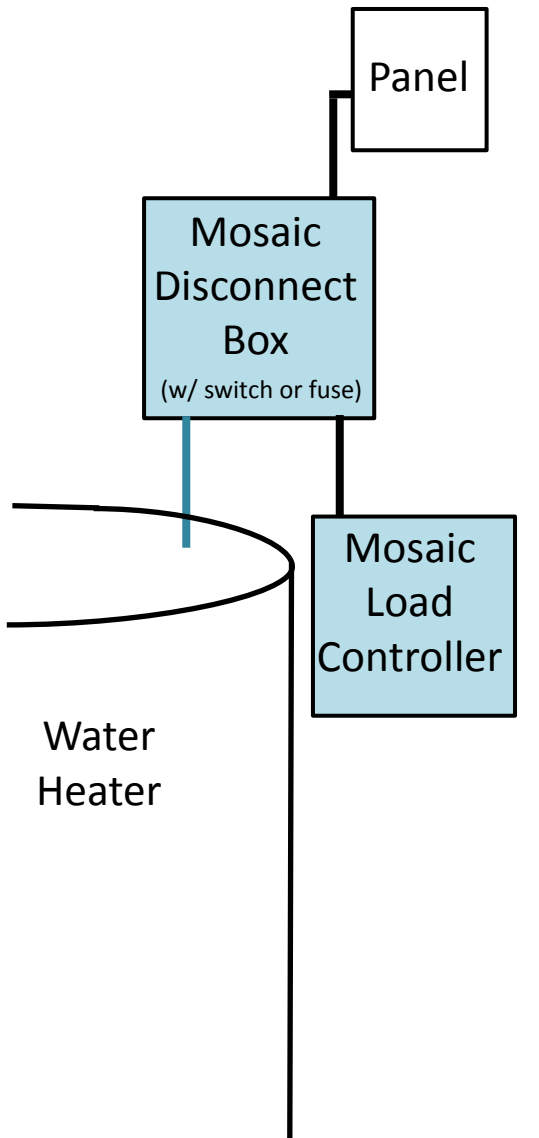 Panel
Mosaic
Disconnect
Box
(w/ switch or fuse)
Mosaic
Load
Controller
Water
Heater